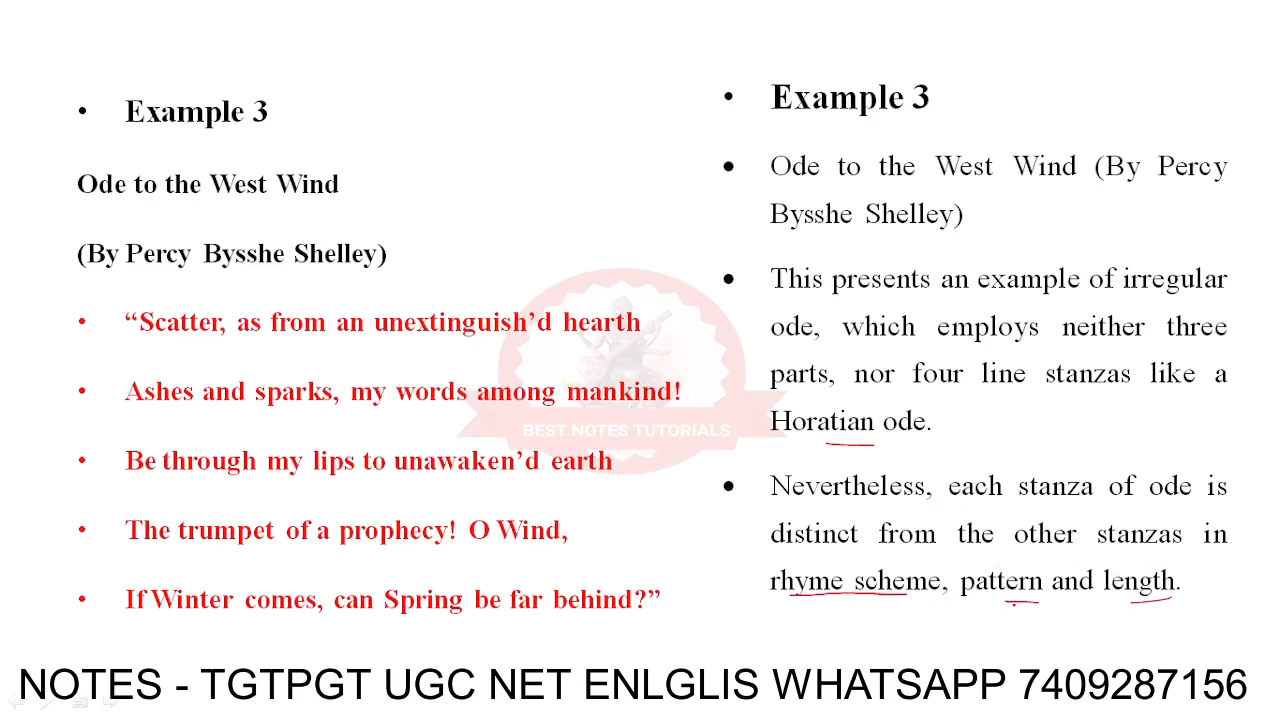 • Example 3
Ode to the West Wind
(By Percy Bysshe Shelley)
• “Scatter, as from an unextinguish’d hearth
• Ashes and sparks, my words among mankind!
• Be through my lips to unawaken’d earth
• The trumpet of a prophecy! O Wind,
• If Winter comes, can Spring be far behind?”
• Example 3
• Ode to the West Wind (By Percy
Bysshe Shelley)
• This presents an example of irregular
ode, which employs neither three
parts, nor four line stanzas like a
Horatian ode.
• Nevertheless, each stanza of ode is
distinct from the other stanzas in
rhyme scheme, pattern and length.
BEST NOTES TUTORIALS
NOTES - TGTPGT UGC NET ENLGLIS WHATSAPP 7409287156